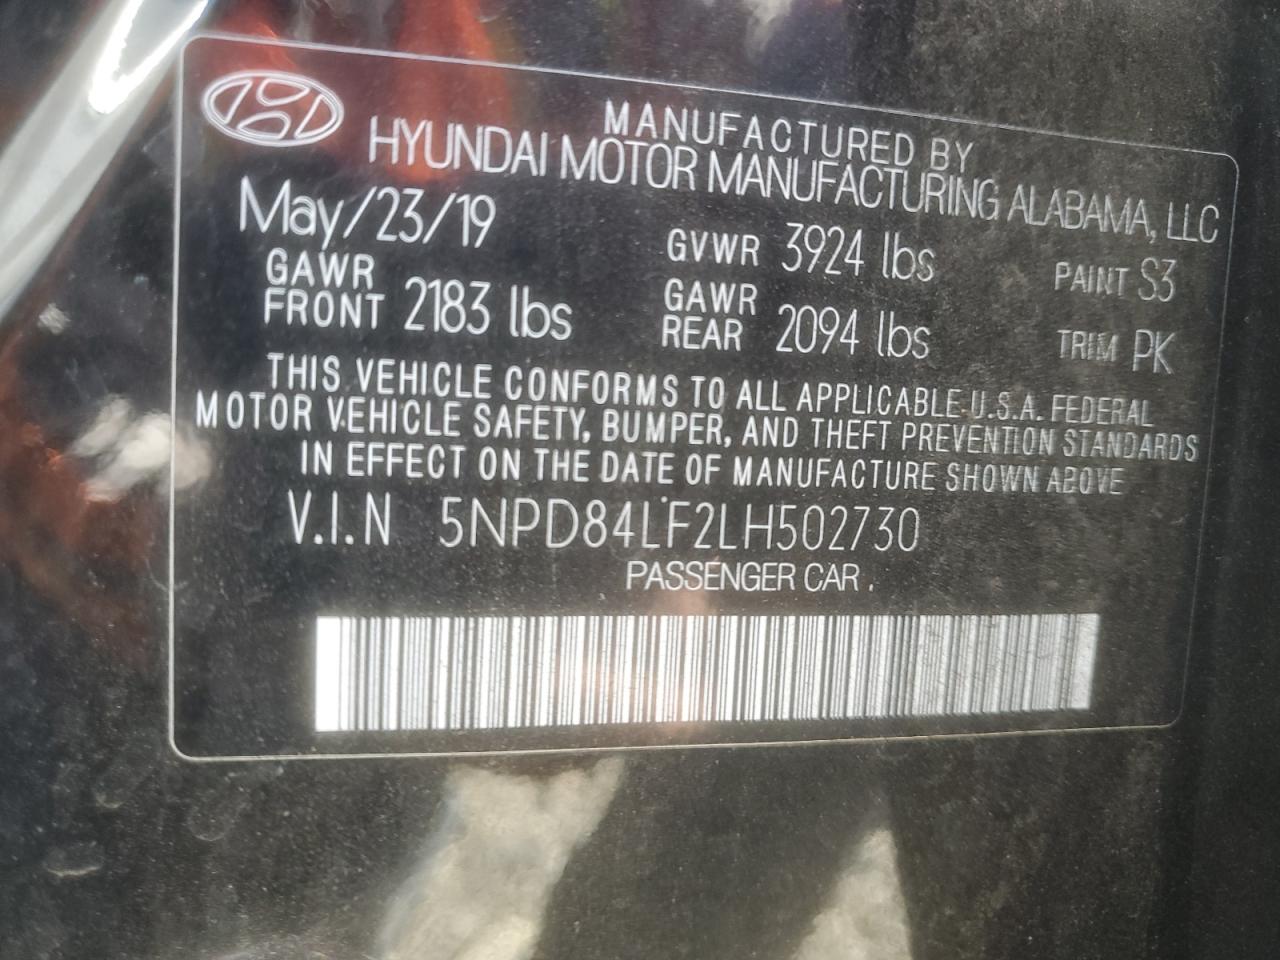 MANUFACTURED BY
HYUNDAI MOTOR MANUFACTURING ALABAMA, LLC
May/23/19 GVWR 3924 lbs PAINT S3
GAWR FRONT 2183 lbs GAWR REAR 2094 lbs TRIM PK
THIS VEHICLE CONFORMS TO ALL APPLICABLE U.S.A. FEDERAL
MOTOR VEHICLE SAFETY, BUMPER, AND THEFT PREVENTION STANDARDS
IN EFFECT ON THE DATE OF MANUFACTURE SHOWN ABOVE
V.I.N 5NPD84LF2LH502730
PASSENGER CAR.